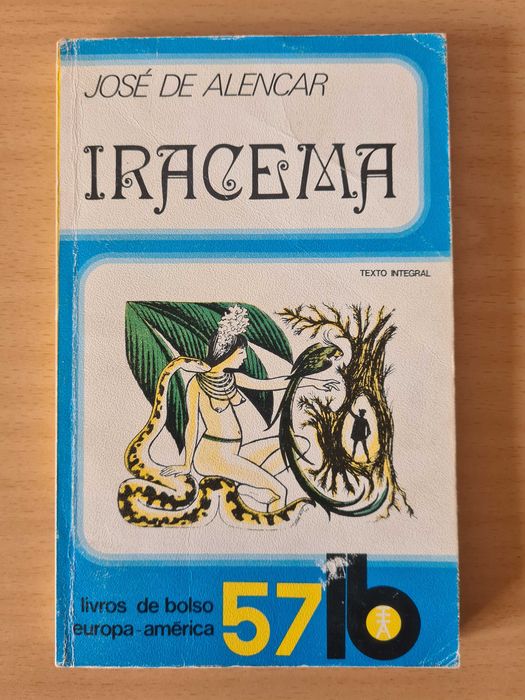 JOSÉ DE ALENCAR
IRACEMA
TEXTO INTEGRAL
livros de bolso
europa-américa
57
lb